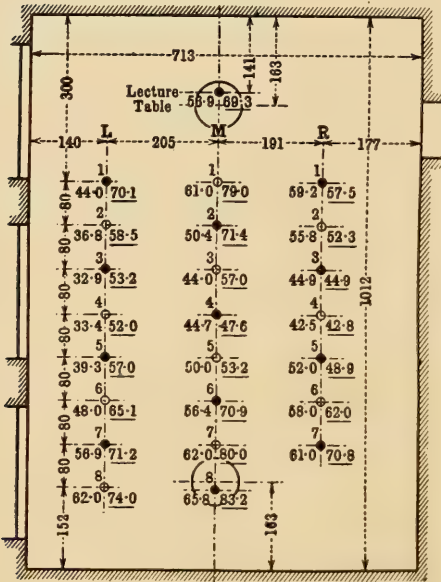 713
141
163
300
Lecture-
Table
56.9 69.3
L M R
140 205 191 177
1 1 1
44·0 70.1 61·0 79·0 59·2 57·5
80
2 2 2
36·8 58·5 50·4 71·4 55·8 52·3
80
3 3 3
32·9 53·2 44·0 57·0 44·9 44·9
80
1012
4 4 4
33·4 52·0 44·7 47·6 42·5 42·8
80
5 5 5
39·3 57·0 50·0 53·2 52·0 48·9
80
6 6 6
48·0 65·1 56·4 70·9 58·0 62·0
80
7 7 7
56·9 71·2 62·0 80·0 61·0 70·8
80
8 8
62·0 74·0 65·8 83·2
152
163